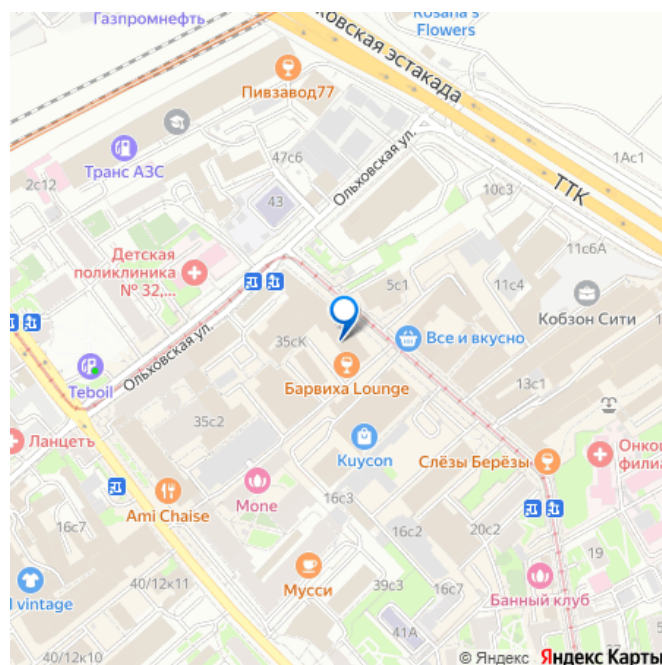 Газпромнефть
Rosana's
Flowers
ковская эстакада
Пивзавод77
Транс АЗС
47с6
Ольховская ул.
1Ас1
ТТК
2с12
43
10с3
Детская
поликлиника
№ 32,...
11с6А
5с1
11с4
Кобзон Сити
35сК
Все и вкусно
Ольховская ул.
Teboil
Барвиха Lounge
13с1
35с2
Ланцетъ
Kuycon
Слёзы Берёзы
Онко
филиа
Ami Chaise
Mone
16с3
16с7
16с2
20с2
19
40/12к11
Мусси
39с3
16с7
vintage
Банный клуб
41А
40/12к10
© Яндекс Яндекс Карты